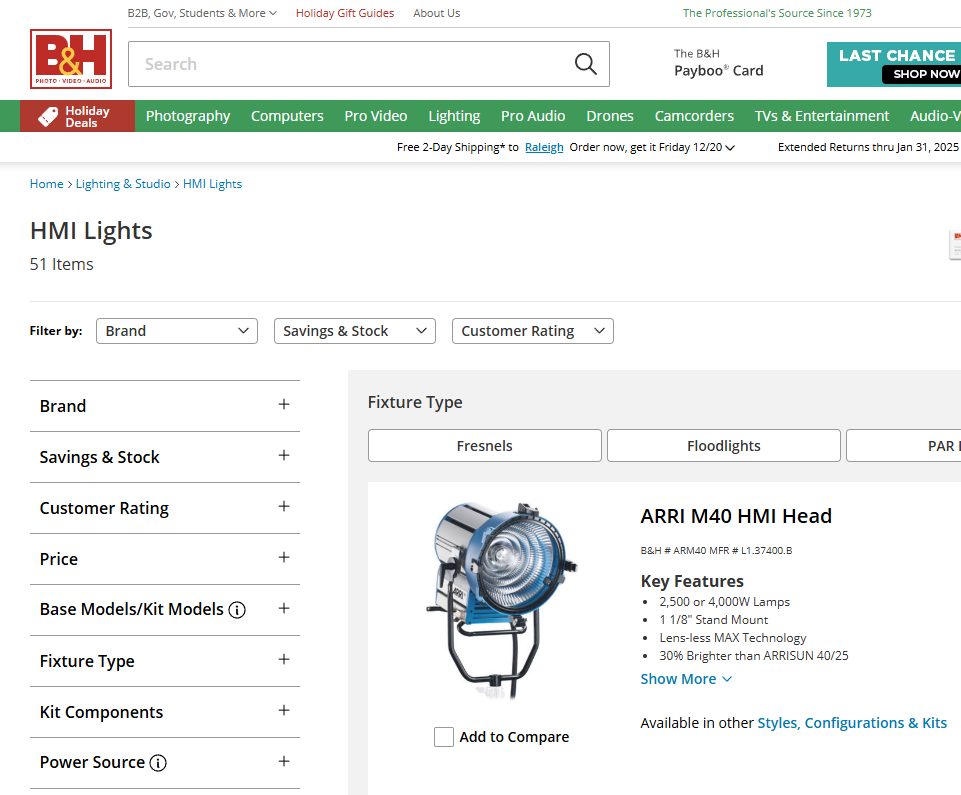 B2B, Gov, Students & More
Holiday Gift Guides
About Us
The Professional's Source Since 1973
B&H
PHOTO · VIDEO · AUDIO
Search
The B&H
Payboo® Card
LAST CHANCE
SHOP NOW
Holiday
Deals
Photography
Computers
Pro Video
Lighting
Pro Audio
Drones
Camcorders
TVs & Entertainment
Audio-V
Free 2-Day Shipping* to Raleigh Order now, get it Friday 12/20
Extended Returns thru Jan 31, 2025
Home > Lighting & Studio > HMI Lights
HMI Lights
51 Items
Filter by:
Brand
Savings & Stock
Customer Rating
Brand
Savings & Stock
Customer Rating
Price
Base Models/Kit Models
Fixture Type
Kit Components
Power Source
Fixture Type
Fresnels
Floodlights
PAR
ARRI
ARRI M40 HMI Head
B&H # ARM40 MFR # L1.37400.B
Key Features
• 2,500 or 4,000W Lamps
• 1 1/8" Stand Mount
• Lens-less MAX Technology
• 30% Brighter than ARRISUN 40/25
Show More
Available in other Styles, Configurations & Kits
Add to Compare